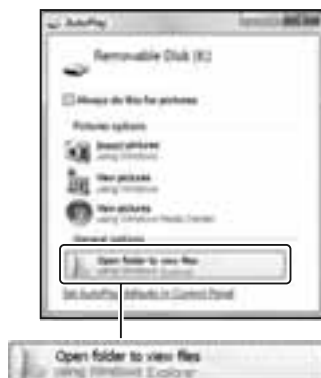 AutoPlay
Removable Disk (K:)
Always do this for pictures
Pictures options
Import pictures
using Windows
View pictures
using Windows
View pictures
using Windows Media Center
General options
Open folder to view files
using Windows Explorer
Set AutoPlay defaults in Control Panel
Open folder to view files
using Windows Explorer